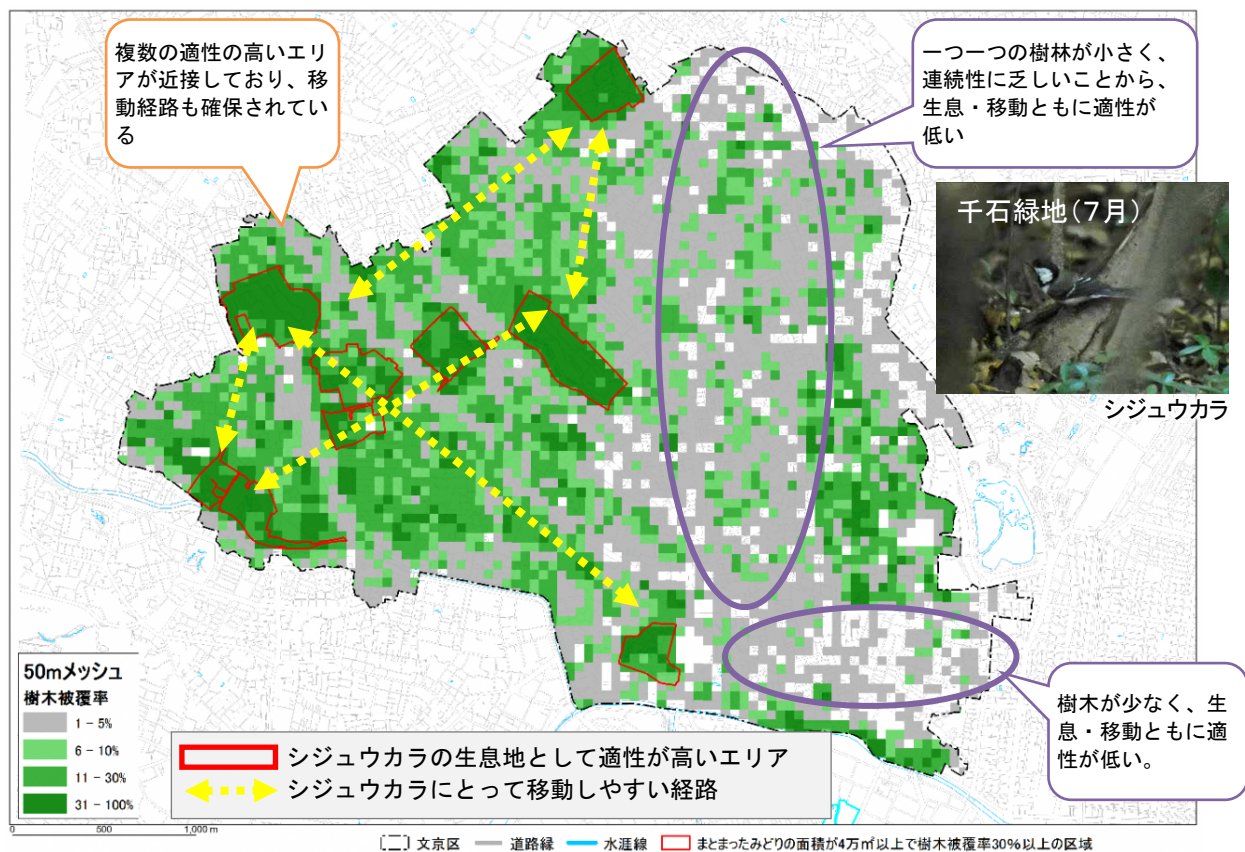 複数の適性の高いエリ
アが近接しており、移
動経路も確保されてい
る
一つ一つの樹林が小さく、
連続性に乏しいことから、
生息・移動ともに適性が
低い
千石緑地(7月)
シジュウカラ
樹木が少なく、生
息・移動ともに適
性が低い。
50mメッシュ
樹木被覆率
1 - 5%
6 - 10%
11 - 30%
31 - 100%
シジュウカラの生息地として適性が高いエリア
シジュウカラにとって移動しやすい経路
0 500 1,000 m
文京区 道路縁 水涯線 まとまったみどりの面積が4万㎡以上で樹木被覆率30%以上の区域